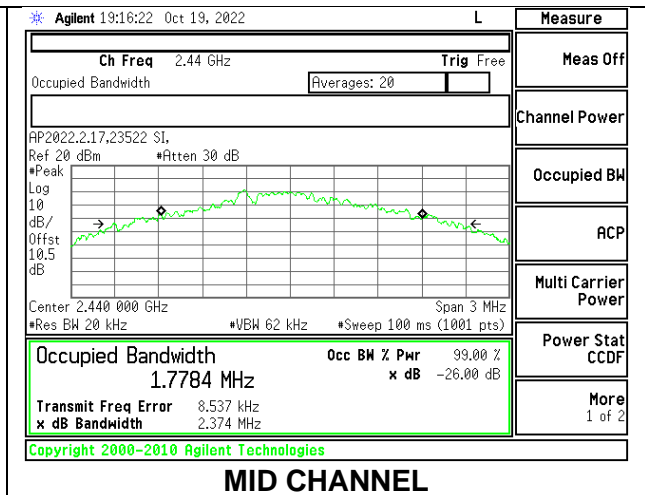 Agilent 19:16:22 Oct 19, 2022 L
Measure
Ch Freq 2.44 GHz Trig Free
Occupied Bandwidth Averages: 20
AP2022.2.17,23522 SI,
Ref 20 dBm #Atten 30 dB
#Peak
Log
10
dB/
Offst
10.5
dB
Center 2.440 000 GHz Span 3 MHz
#Res BW 20 kHz #VBW 62 kHz #Sweep 100 ms (1001 pts)
Occupied Bandwidth Occ BW % Pwr 99.00 %
1.7784 MHz x dB -26.00 dB
Transmit Freq Error 8.537 kHz
x dB Bandwidth 2.374 MHz
Copyright 2000-2010 Agilent Technologies
Meas Off
Channel Power
Occupied BW
ACP
Multi Carrier
Power
Power Stat
CCDF
More
1 of 2
MID CHANNEL